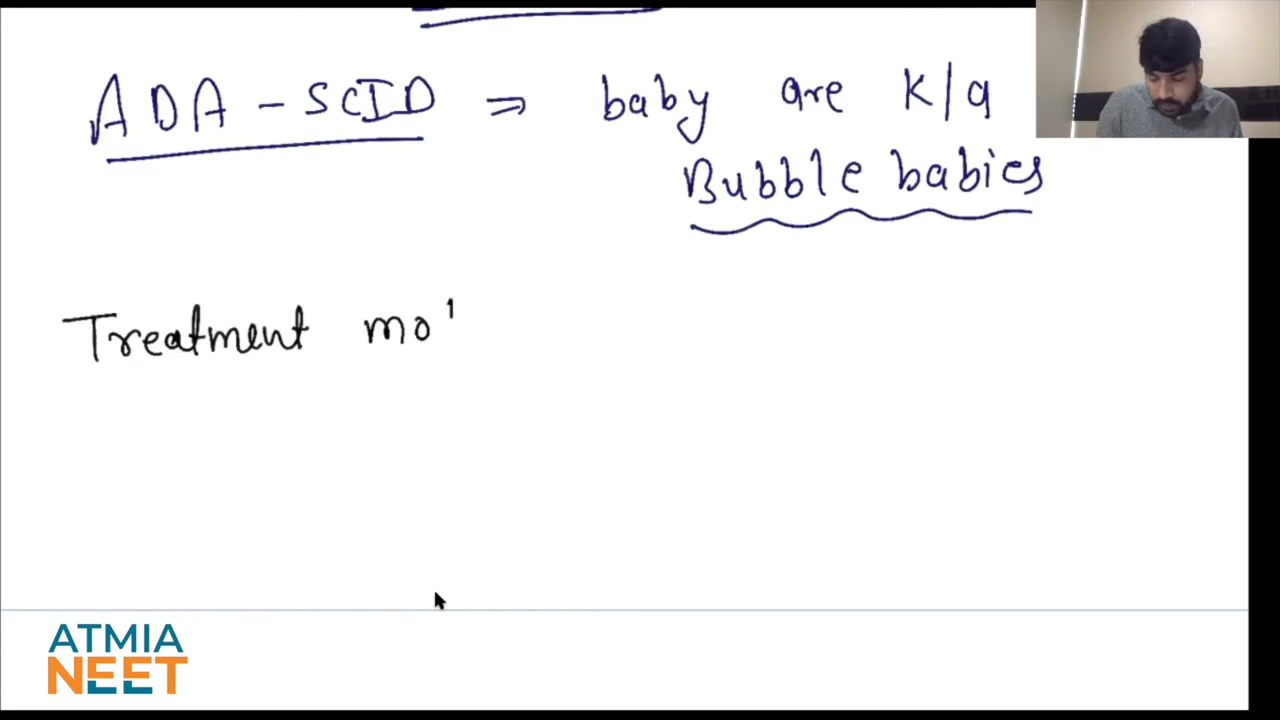 ADA - SCID ⇒ baby are K/a
Bubble babies
Treatment mo
ATMIA
NEET